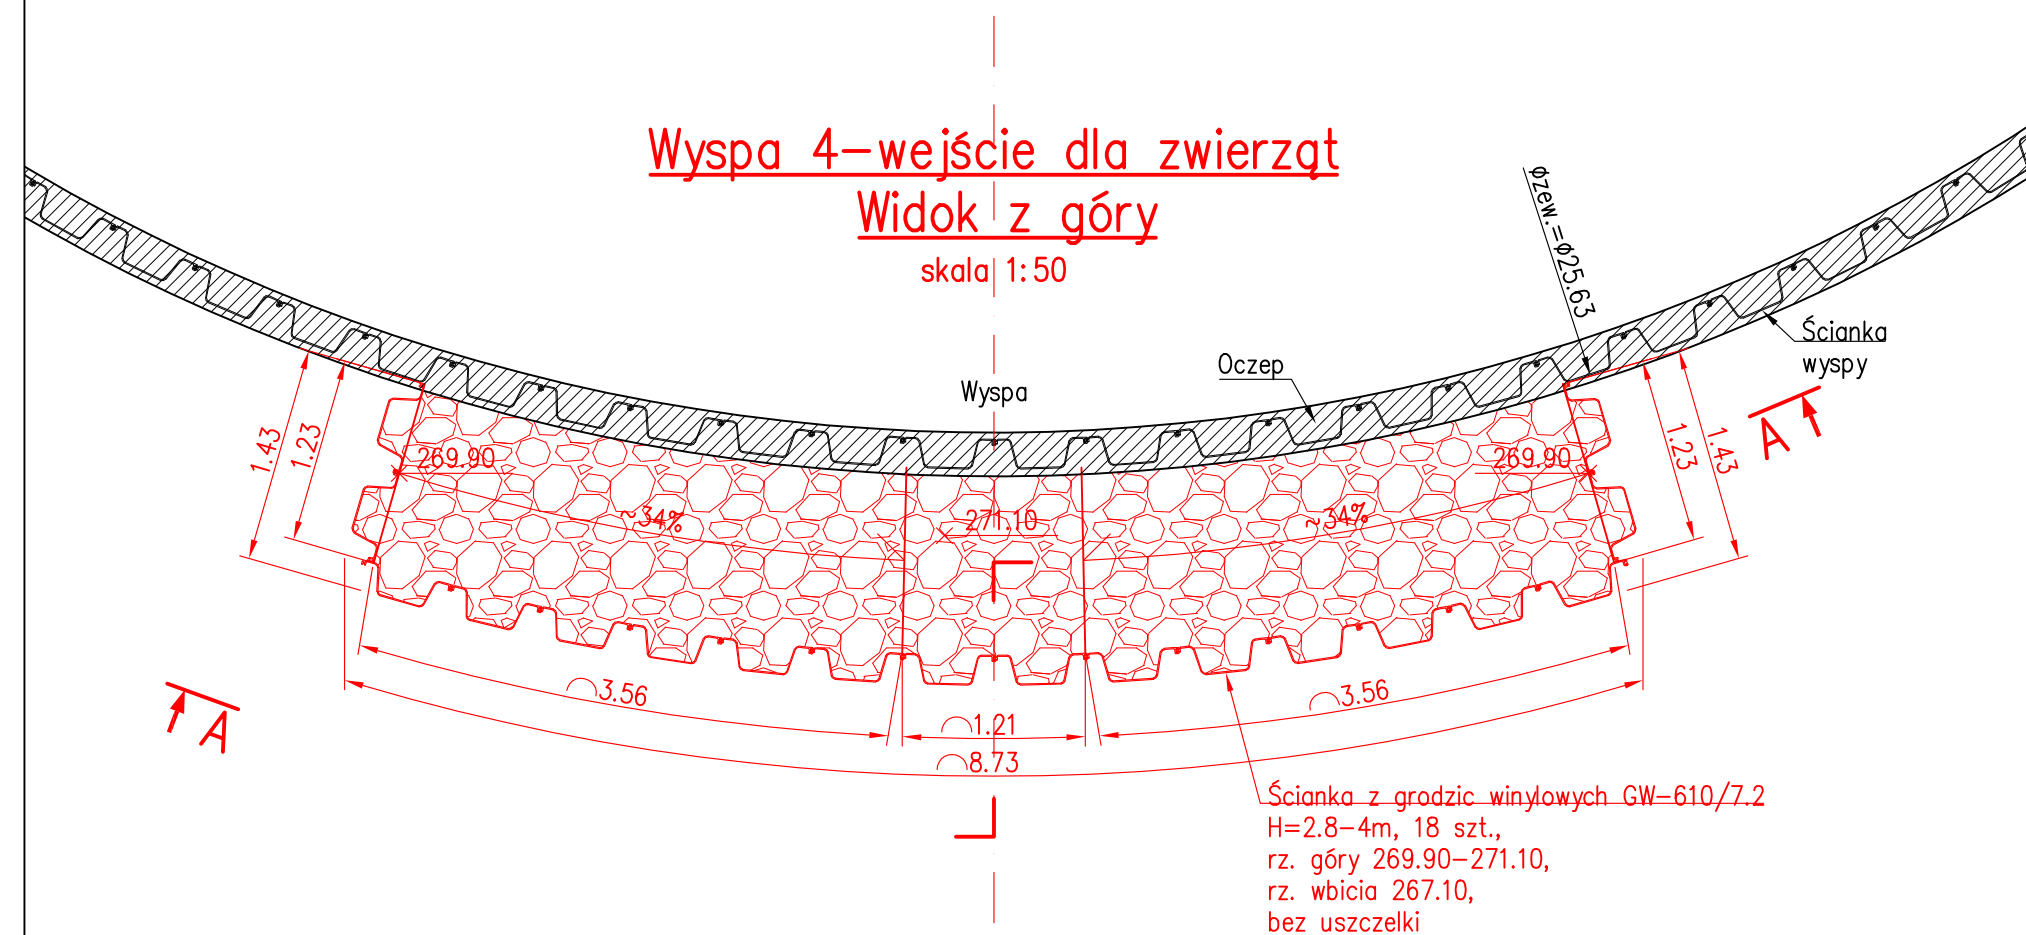 Wyspa 4-wejście dla zwierząt
Widok z góry
skala 1:50
Øzew.=Ø25.63
Ścianka
wyspy
Oczep
Wyspa
A
1.43
1.23
269.90
~34%
271.10
~34%
269.90
1.23
1.43
A
3.56
1.21
3.56
8.73
Ścianka z grodzic winylowych GW-610/7.2
H=2.8-4m, 18 szt.,
rz. góry 269.90-271.10,
rz. wbicia 267.10,
bez uszczelki